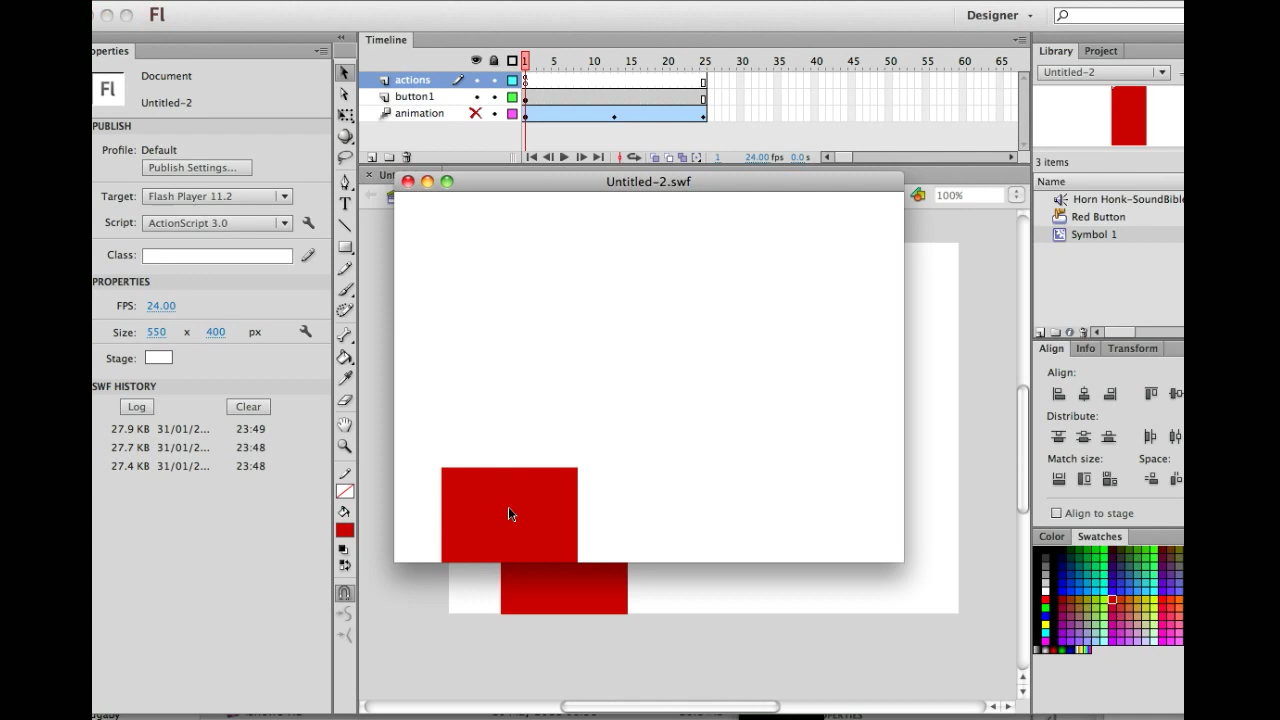 Fl
Designer
operties
Document
Fl
Untitled-2
PUBLISH
Profile: Default
Publish Settings...
Target: Flash Player 11.2
Script: ActionScript 3.0
Class:
PROPERTIES
FPS: 24.00
Size: 550 x 400 px
Stage:
SWF HISTORY
Log Clear
27.9 KB 31/01/2... 23:49
27.7 KB 31/01/2... 23:48
27.4 KB 31/01/2... 23:48
Timeline
1 5 10 15 20 25 30 35 40 45 50 55 60 65
actions
button1
animation
1 24.00 fps 0.0 s
Unt
100%
Untitled-2.swf
Library Project
Untitled-2
3 items
Name
Horn Honk-SoundBible
Red Button
Symbol 1
Align Info Transform
Align:
Distribute:
Match size: Space:
Align to stage
Color Swatches